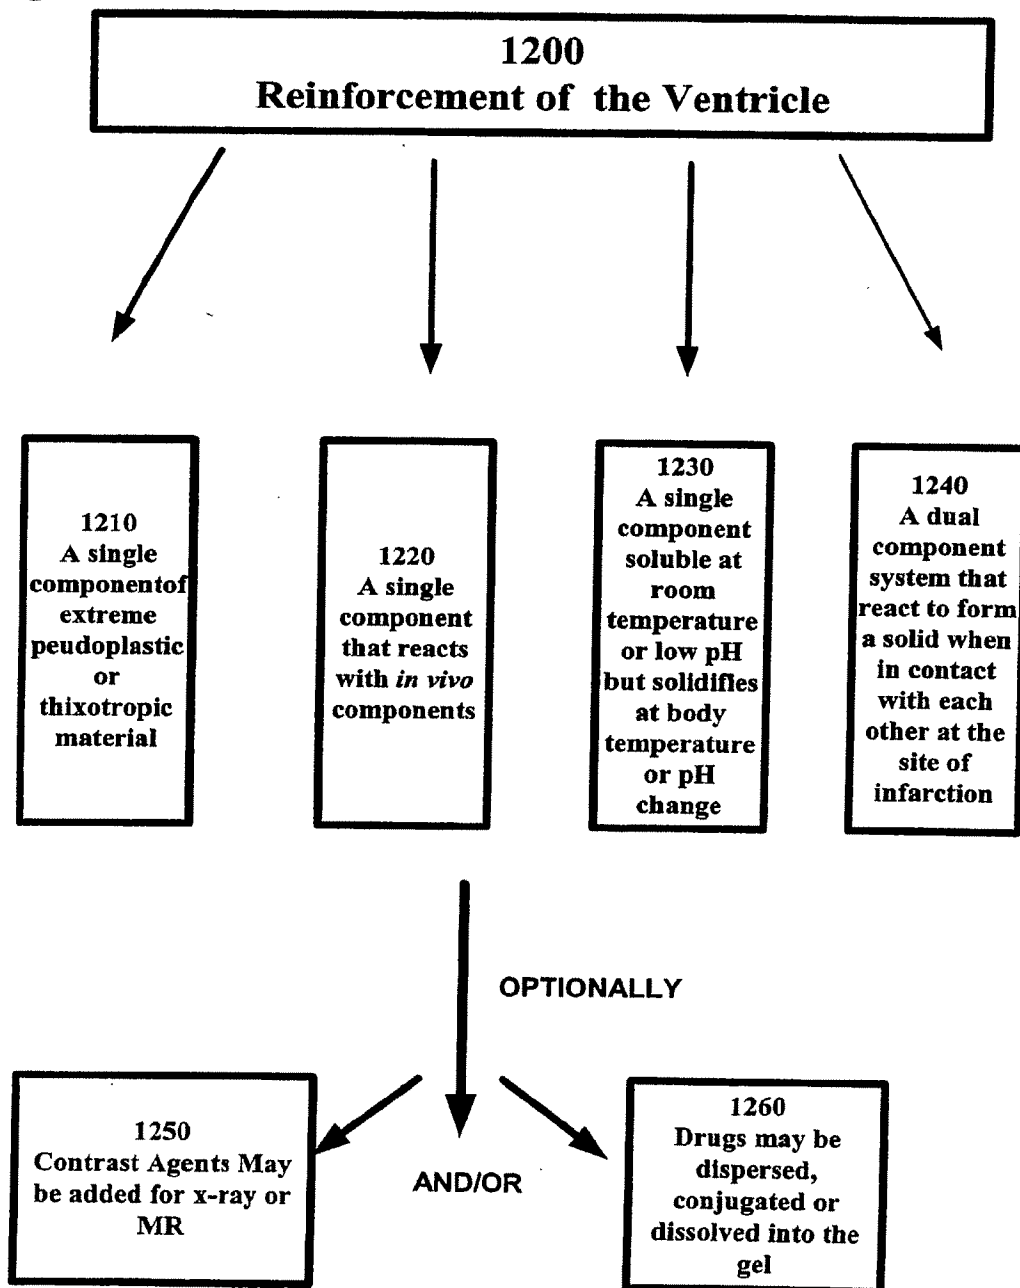 1200
Reinforcement of the Ventricle
1210
A single
componentof
extreme
peudoplastic
or
thixotropic
material
1220
A single
component
that reacts
with in vivo
components
1230
A single
component
soluble at
room
temperature
or low pH
but solidifles
at body
temperature
or pH
change
1240
A dual
component
system that
react to form
a solid when
in contact
with each
other at the
site of
infarction
OPTIONALLY
1250
Contrast Agents May
be added for x-ray or
MR
AND/OR
1260
Drugs may be
dispersed,
conjugated or
dissolved into the
gel